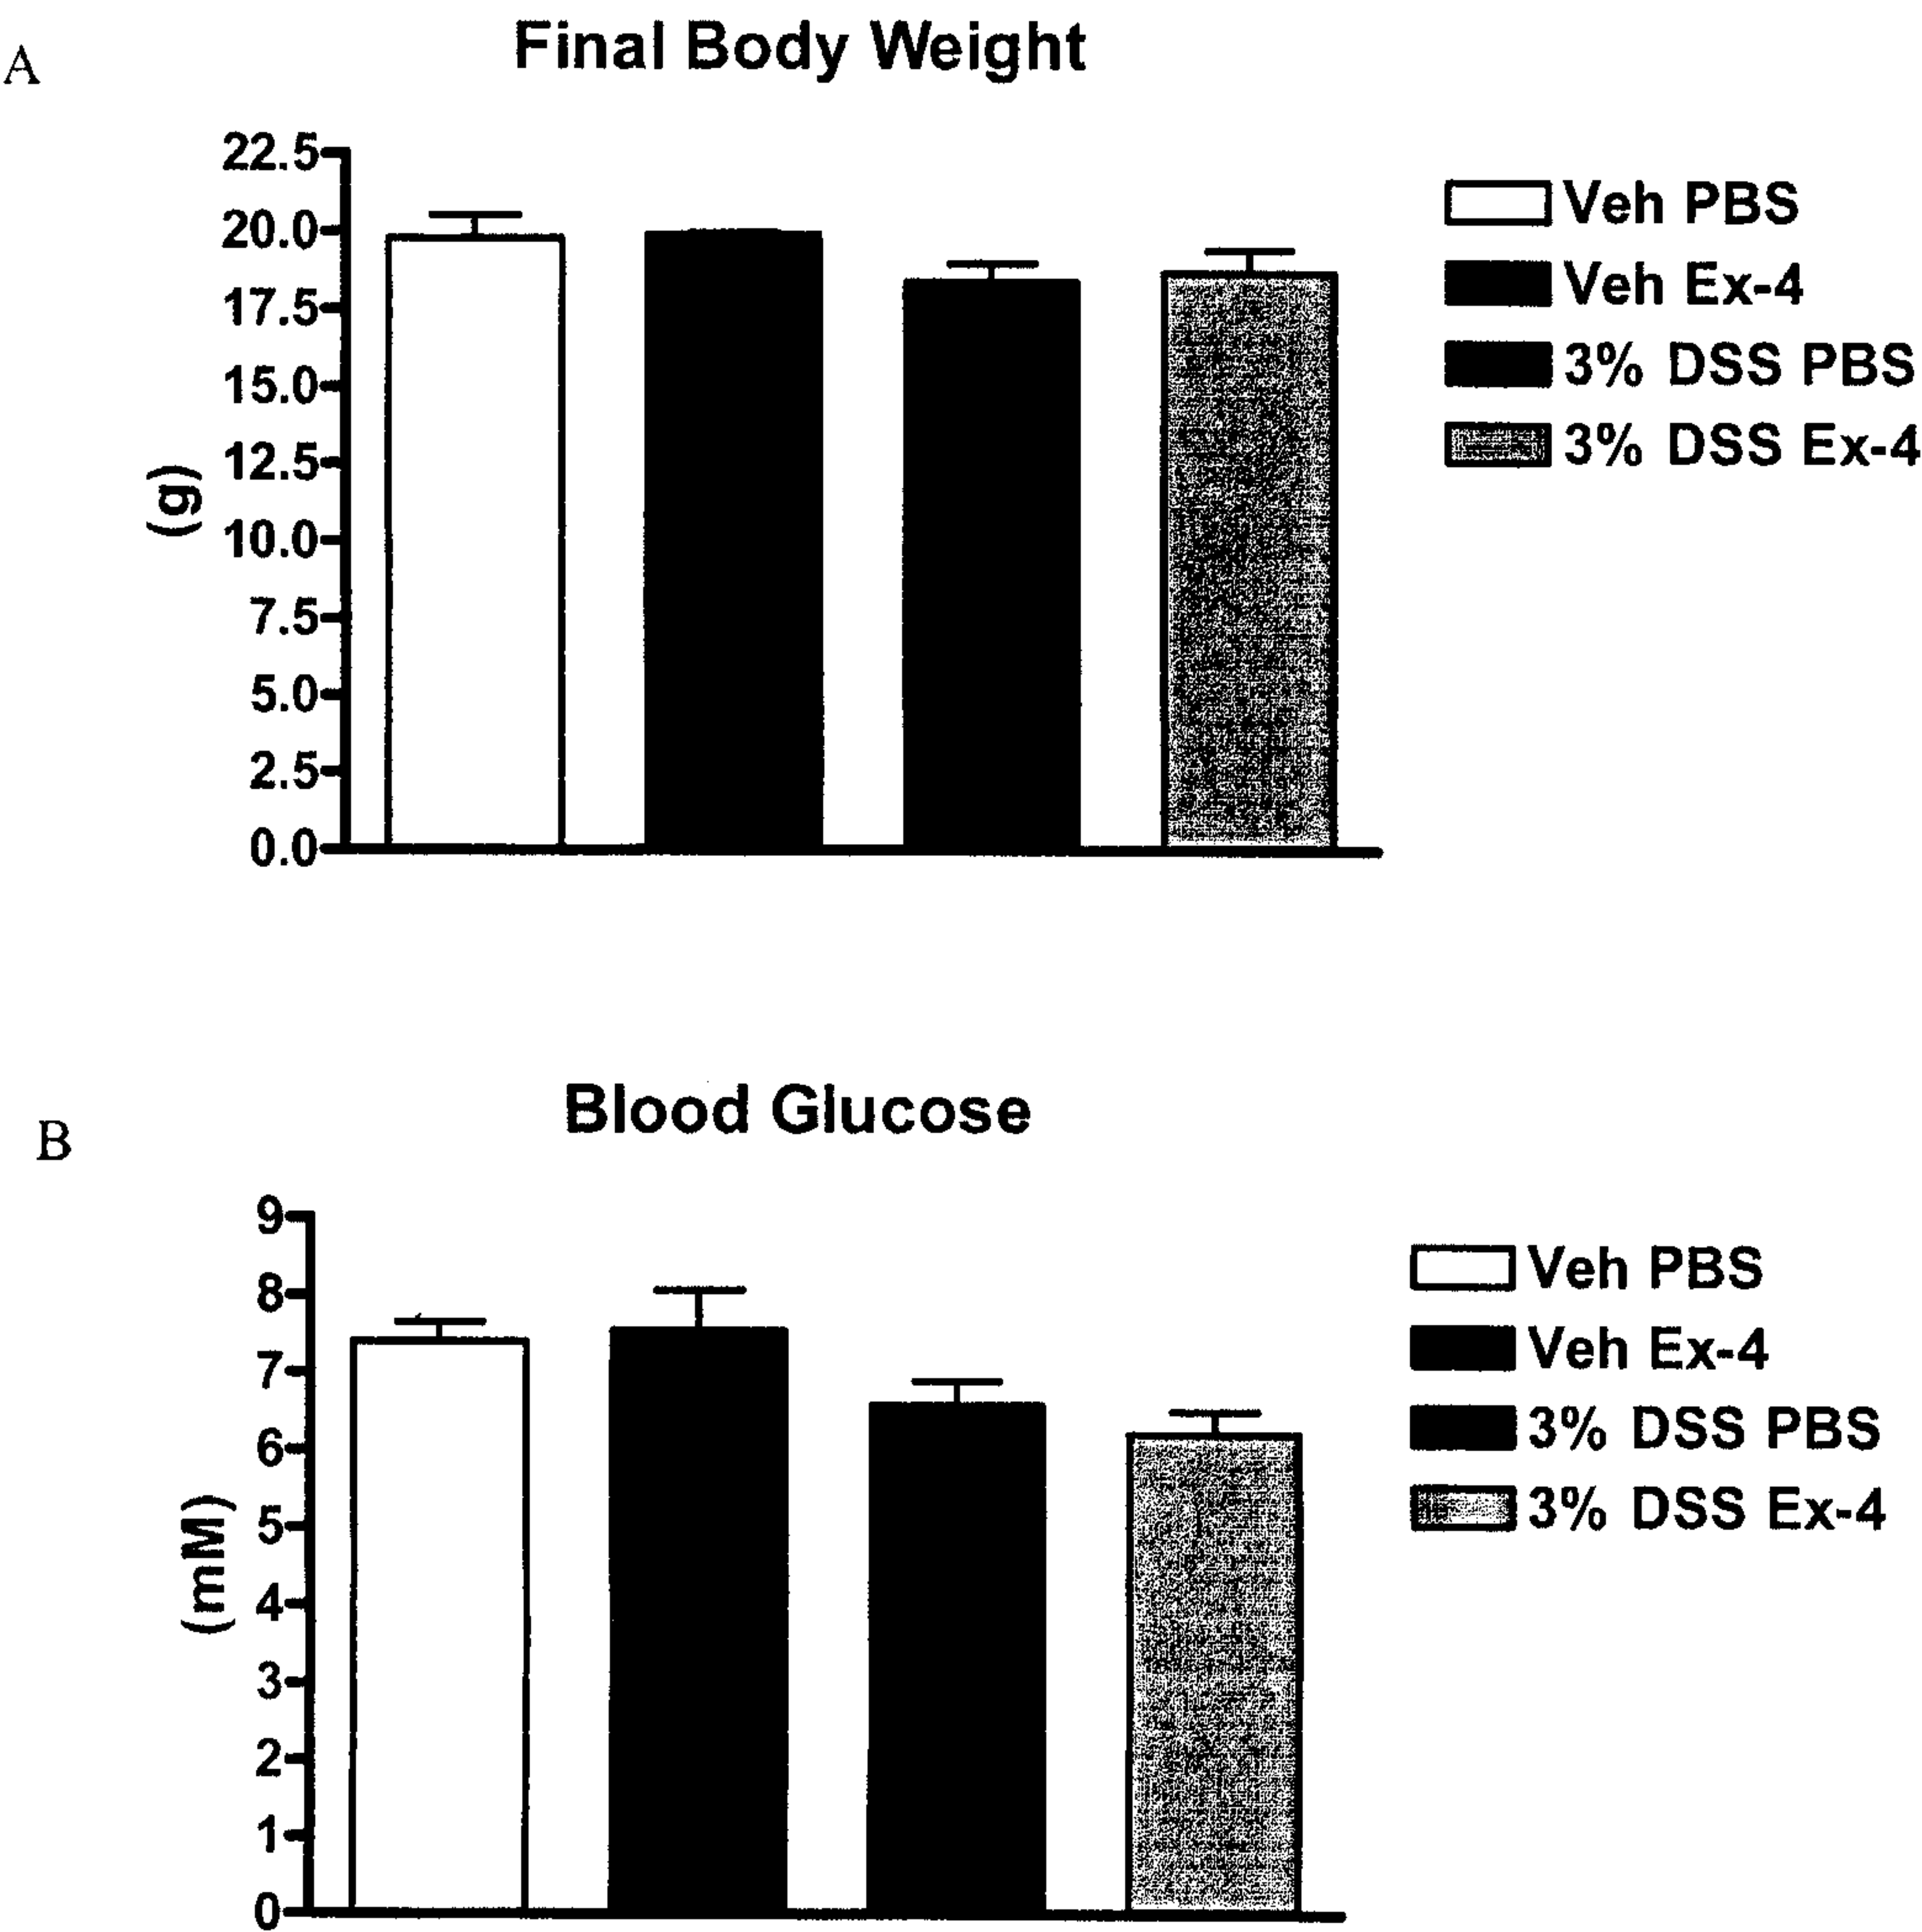 A
Final Body Weight
22.5
20.0
17.5
15.0
12.5
10.0
7.5
5.0
2.5
0.0
(g)
Veh PBS
Veh Ex-4
3% DSS PBS
3% DSS Ex-4
B
Blood Glucose
9
8
7
6
5
4
3
2
1
0
(mM)
Veh PBS
Veh Ex-4
3% DSS PBS
3% DSS Ex-4